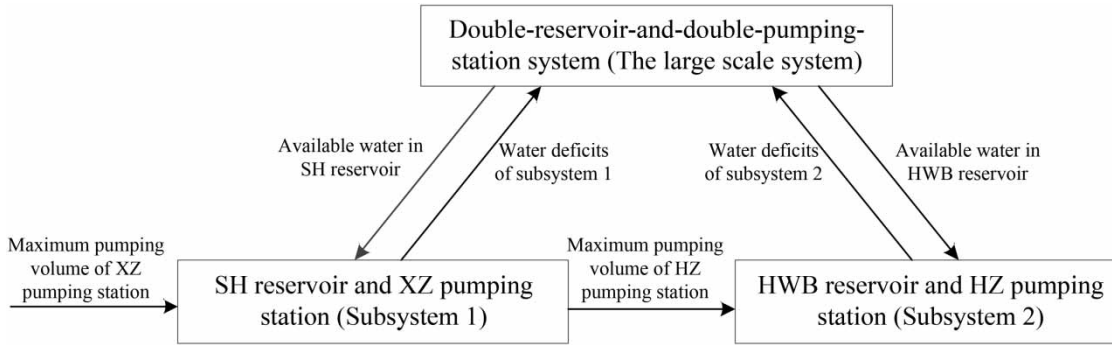 Double-reservoir-and-double-pumping-
station system (The large scale system)
Available water in
SH reservoir
Water deficits
of subsystem 1
Water deficits
of subsystem 2
Available water in
HWB reservoir
Maximum pumping
volume of XZ
pumping station
SH reservoir and XZ pumping
station (Subsystem 1)
Maximum pumping
volume of HZ
pumping station
HWB reservoir and HZ pumping
station (Subsystem 2)